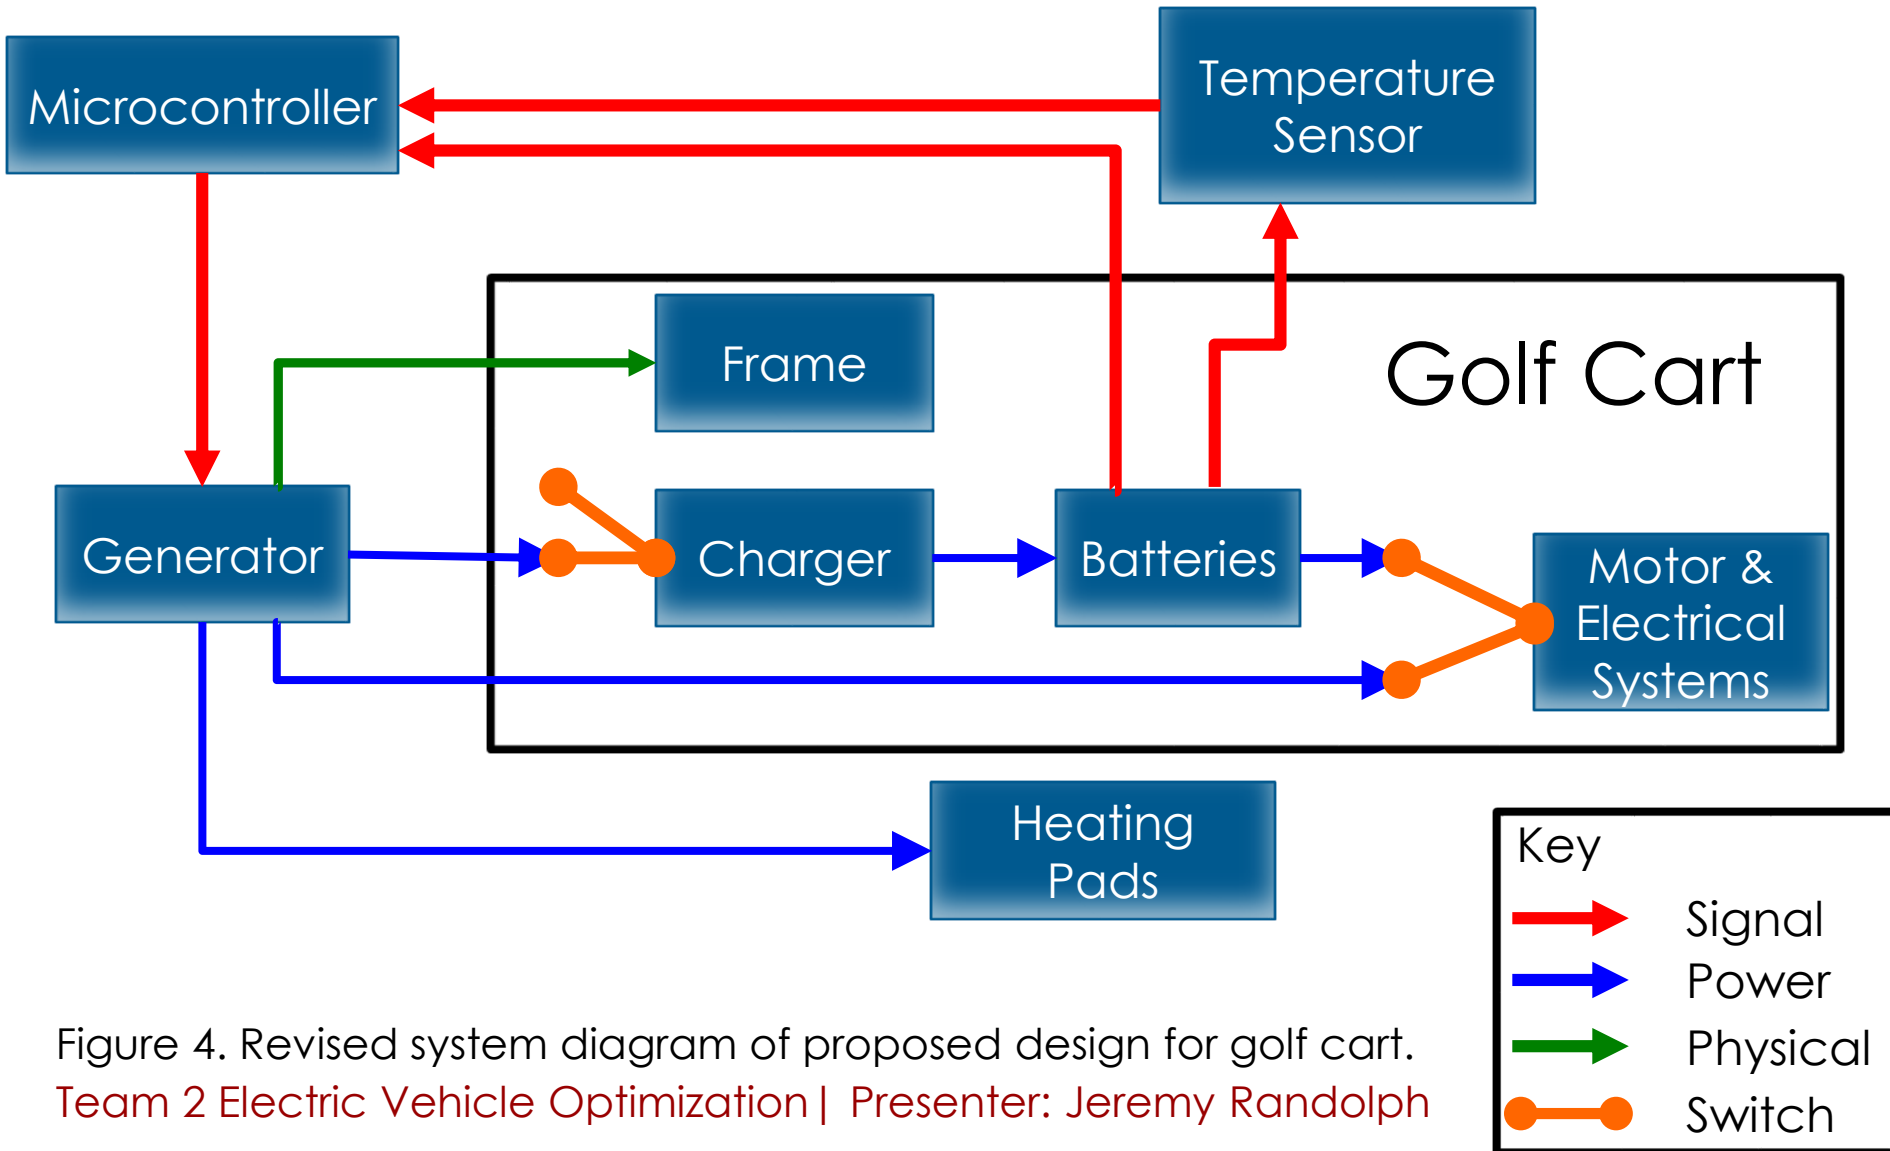 Microcontroller
Temperature
Sensor
Frame
Golf Cart
Generator
Charger
Batteries
Motor &
Electrical
Systems
Heating
Pads
Key
Signal
Power
Physical
Switch
Figure 4. Revised system diagram of proposed design for golf cart.
Team 2 Electric Vehicle Optimization| Presenter: Jeremy Randolph